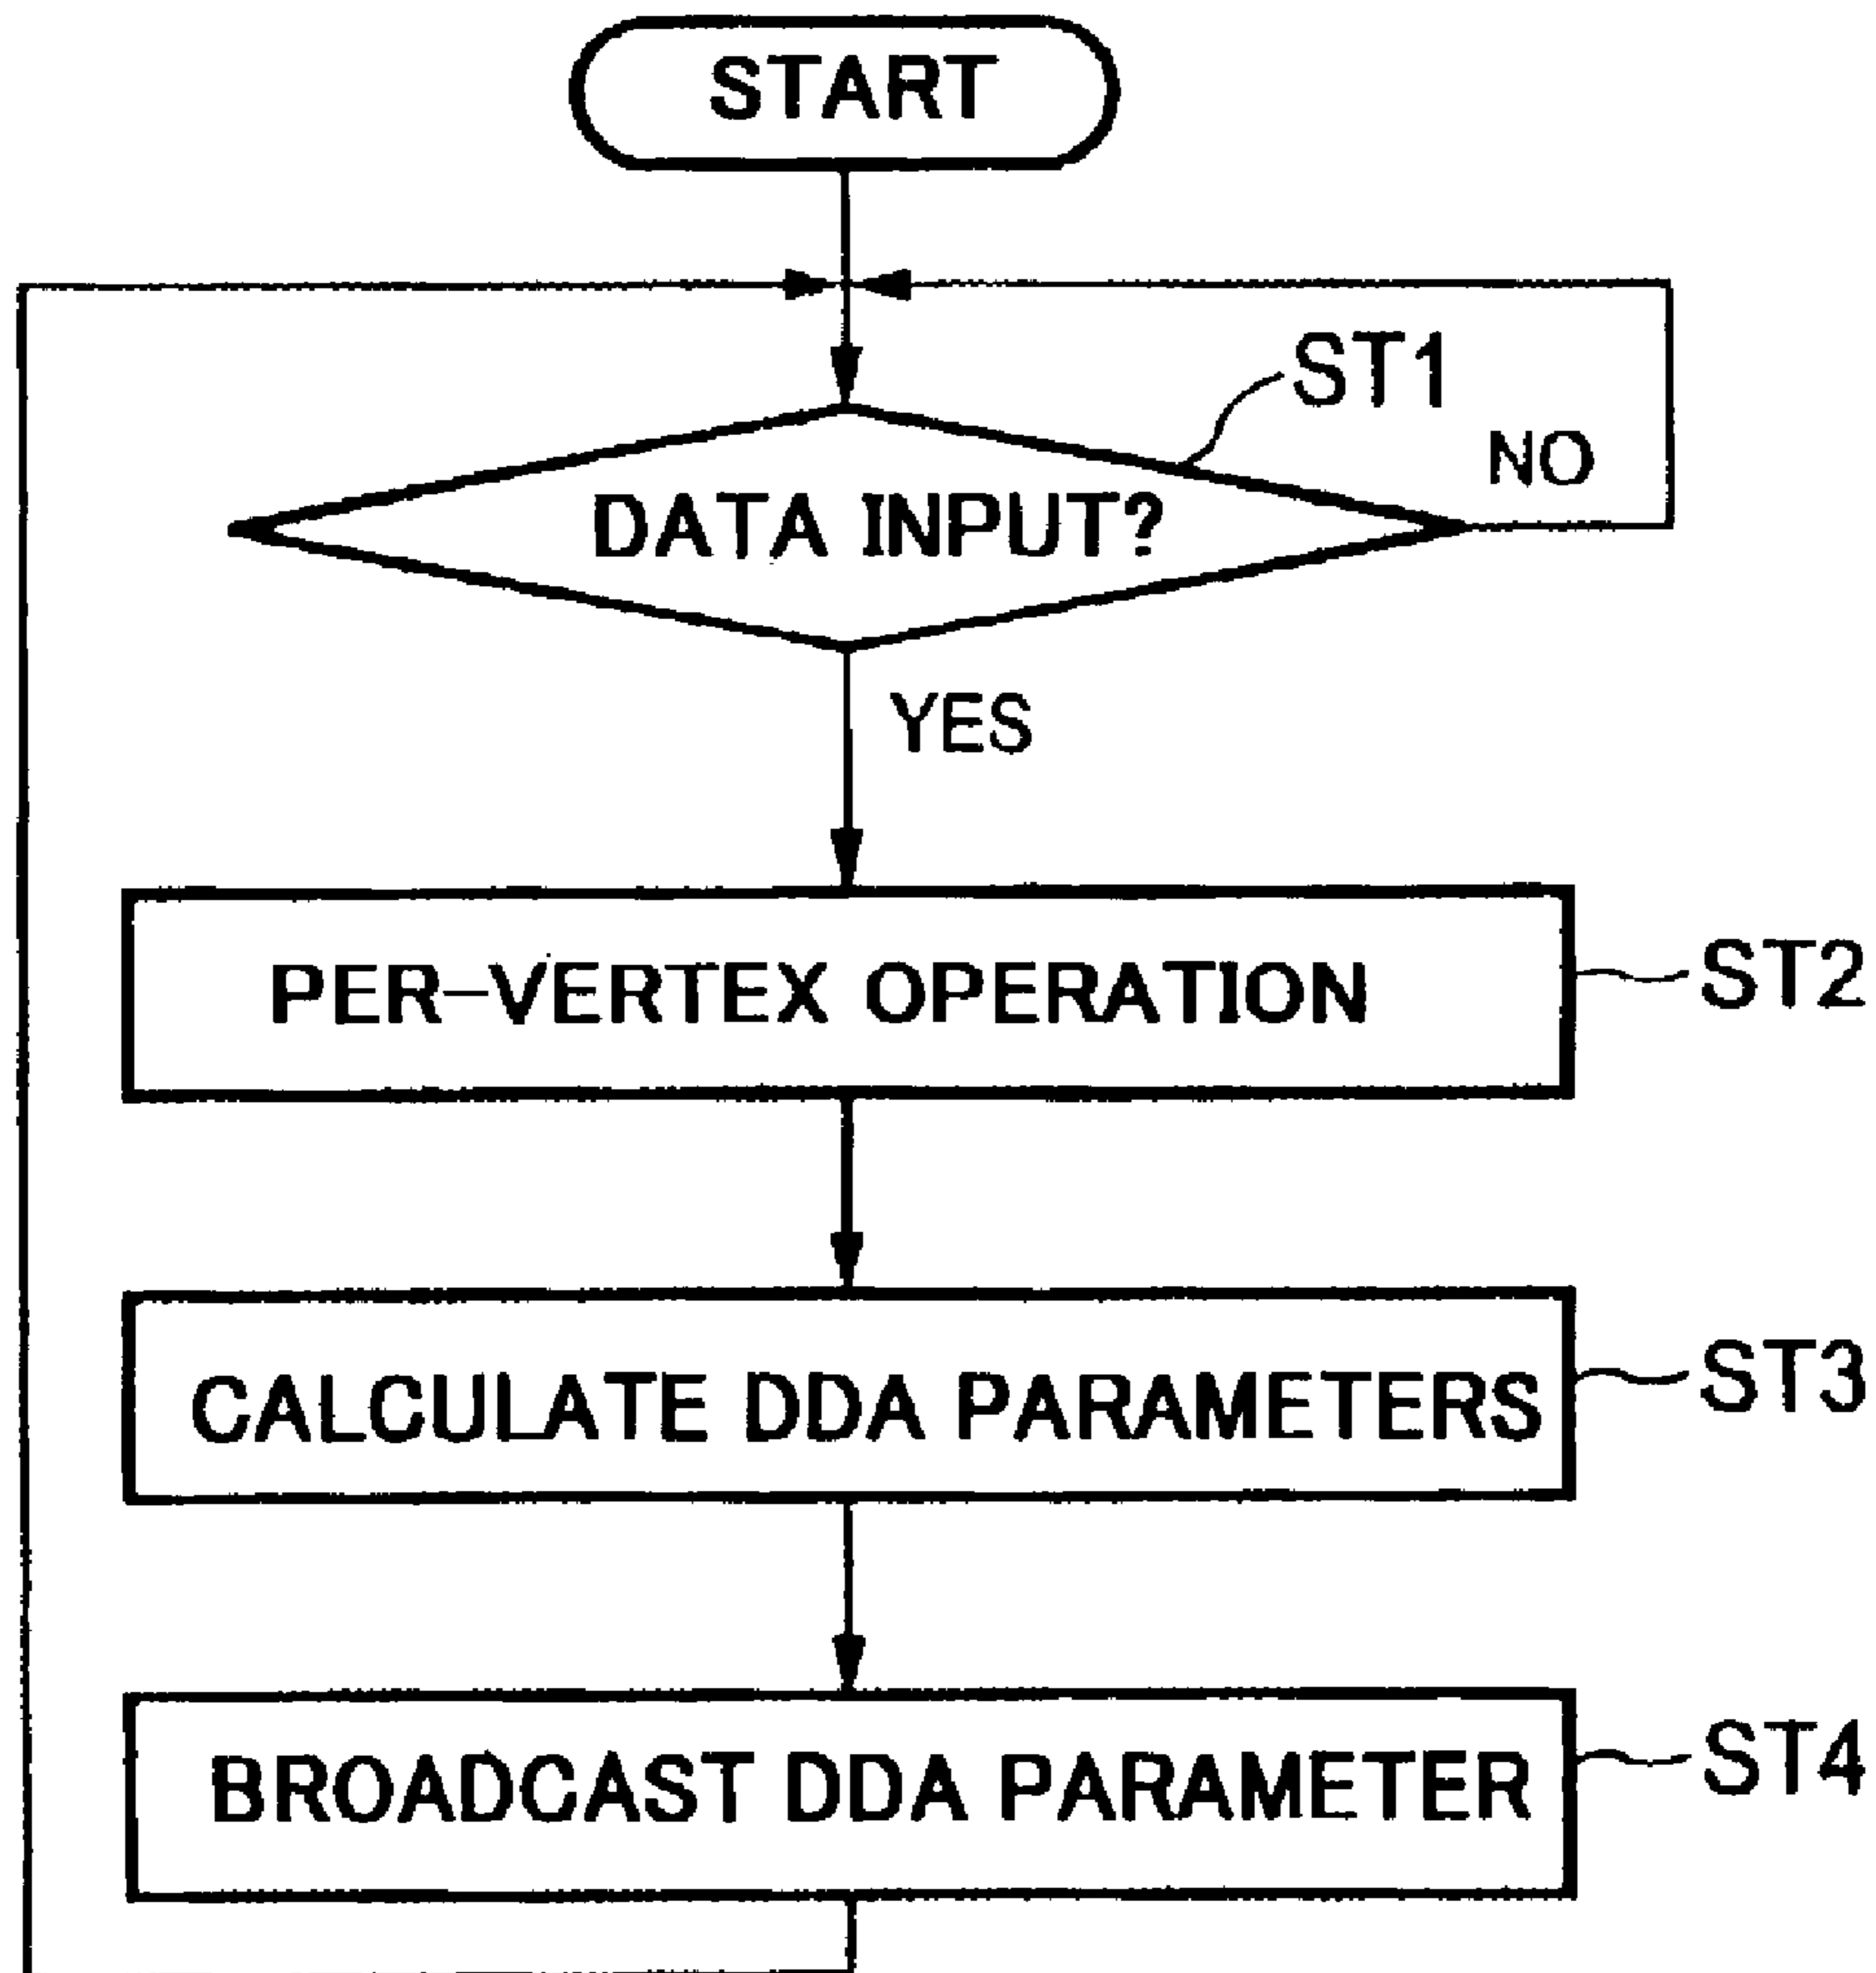 START
ST1
NO
DATA INPUT?
YES
PER-VERTEX OPERATION
ST2
CALCULATE DDA PARAMETERS
ST3
BROADCAST DDA PARAMETER
ST4